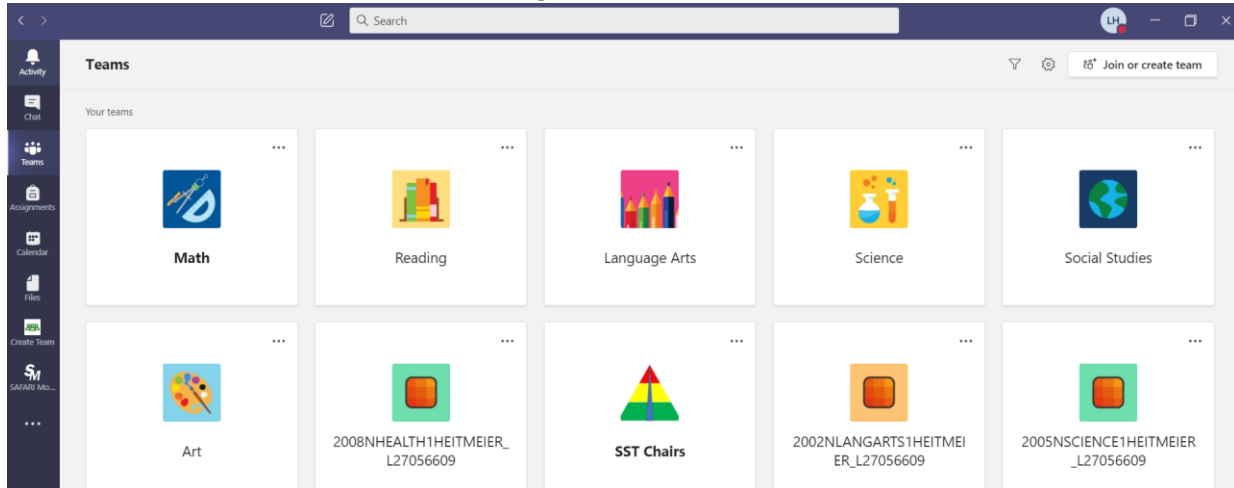 Search
LH
Activity
Teams
Join or create team
Chat
Your teams
Teams
Assignments
Calendar
Files
Create Team
SM
SAFARI Mo...
Math
Reading
Language Arts
Science
Social Studies
Art
2008NHEALTH1HEITMEIER_
L27056609
SST Chairs
2002NLANGARTS1HEITMEI
ER_L27056609
2005NSCIENCE1HEITMEIER
_L27056609